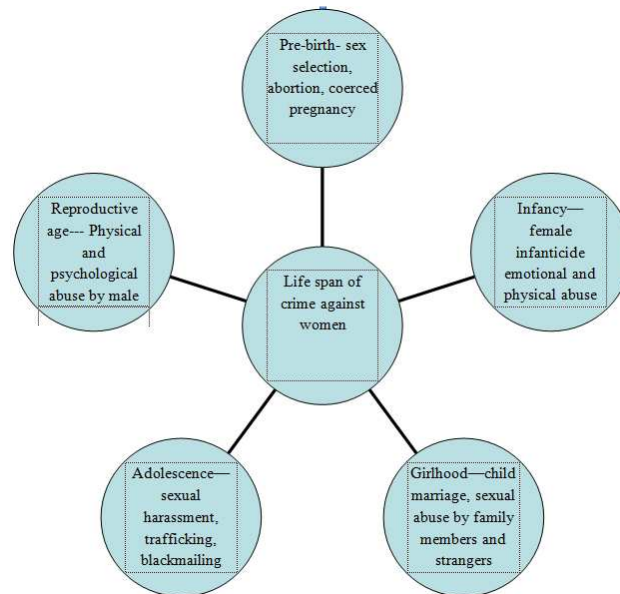 Pre-birth- sex
selection,
abortion, coerced
pregnancy
Reproductive
age--- Physical
and
psychological
abuse by male
Infancy—
female
infanticide
emotional and
physical abuse
Life span of
crime against
women
Adolescence—
sexual
harassment,
trafficking,
blackmailing
Girlhood—child
marriage, sexual
abuse by family
members and
strangers